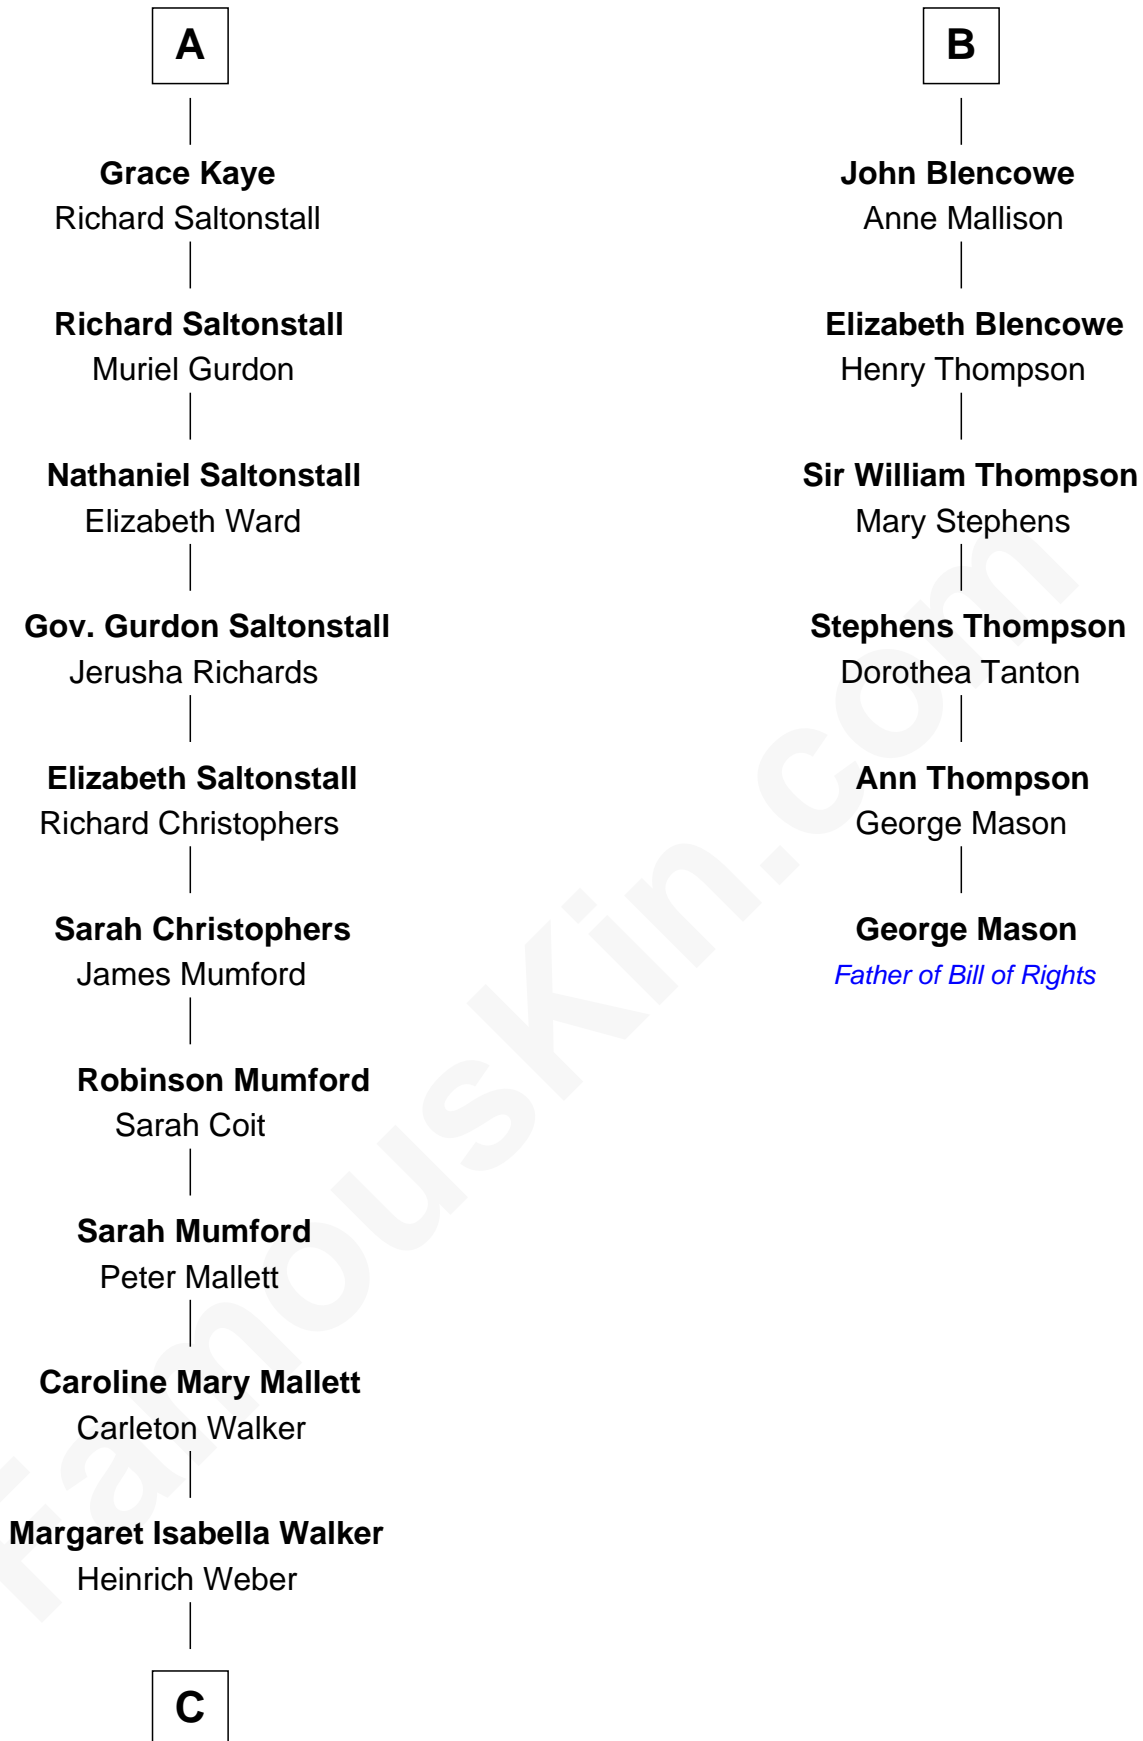 A
Grace Kaye
Richard Saltonstall
Richard Saltonstall
Muriel Gurdon
Nathaniel Saltonstall
Elizabeth Ward
Gov. Gurdon Saltonstall
Jerusha Richards
Elizabeth Saltonstall
Richard Christophers
Sarah Christophers
James Mumford
Robinson Mumford
Sarah Coit
Sarah Mumford
Peter Mallett
Caroline Mary Mallett
Carleton Walker
Margaret Isabella Walker
Heinrich Weber
C
B
John Blencowe
Anne Mallison
Elizabeth Blencowe
Henry Thompson
Sir William Thompson
Mary Stephens
Stephens Thompson
Dorothea Tanton
Ann Thompson
George Mason
George Mason
Father of Bill of Rights
FamousKin.com